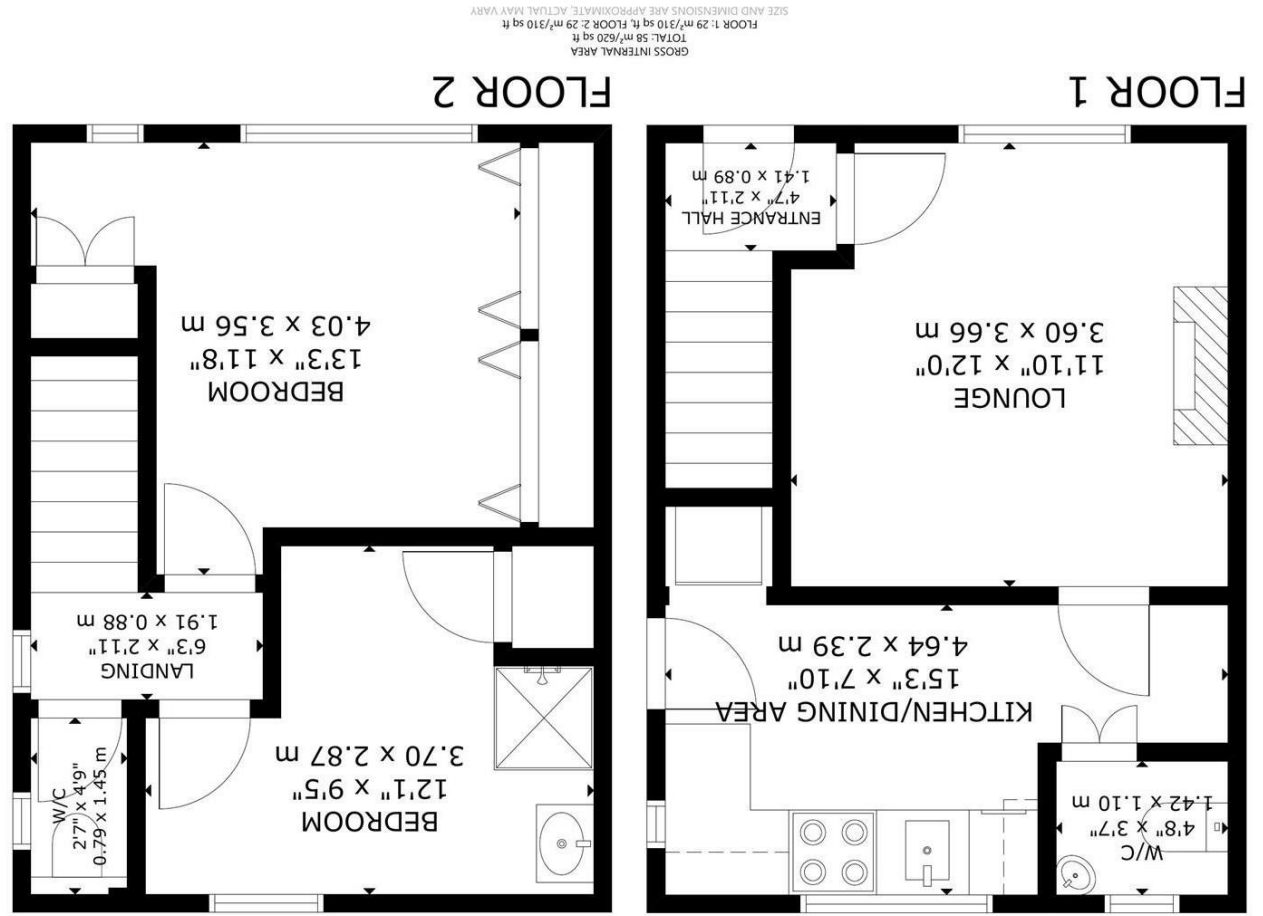 FLOOR 1
W/C
4'8" x 3'7"
1.42 x 1.10 m
KITCHEN/DINING AREA
15'3" x 7'10"
4.64 x 2.39 m
LOUNGE
11'10" x 12'0"
3.60 x 3.66 m
ENTRANCE HALL
4'7" x 2'11"
1.41 x 0.89 m
FLOOR 2
BEDROOM
12'1" x 9'5"
3.70 x 2.87 m
W/C
2'7" x 4'9"
0.79 x 1.45 m
LANDING
6'3" x 2'11"
1.91 x 0.88 m
BEDROOM
13'3" x 11'8"
4.03 x 3.56 m
GROSS INTERNAL AREA
TOTAL: 58 m²/620 sq ft
FLOOR 1: 29 m²/310 sq ft, FLOOR 2: 29 m²/310 sq ft
SIZE AND DIMENSIONS ARE APPROXIMATE, ACTUAL MAY VARY